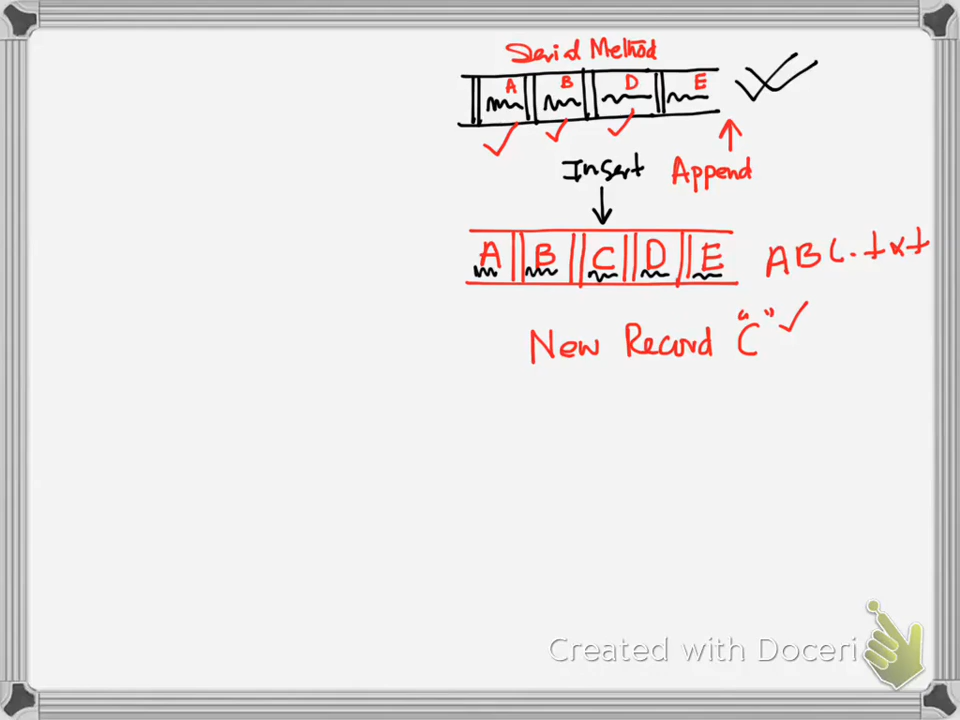 Serial Method
A B D E
Insert Append
A B C D E ABC.txt
New Record "C"
Created with Doceri